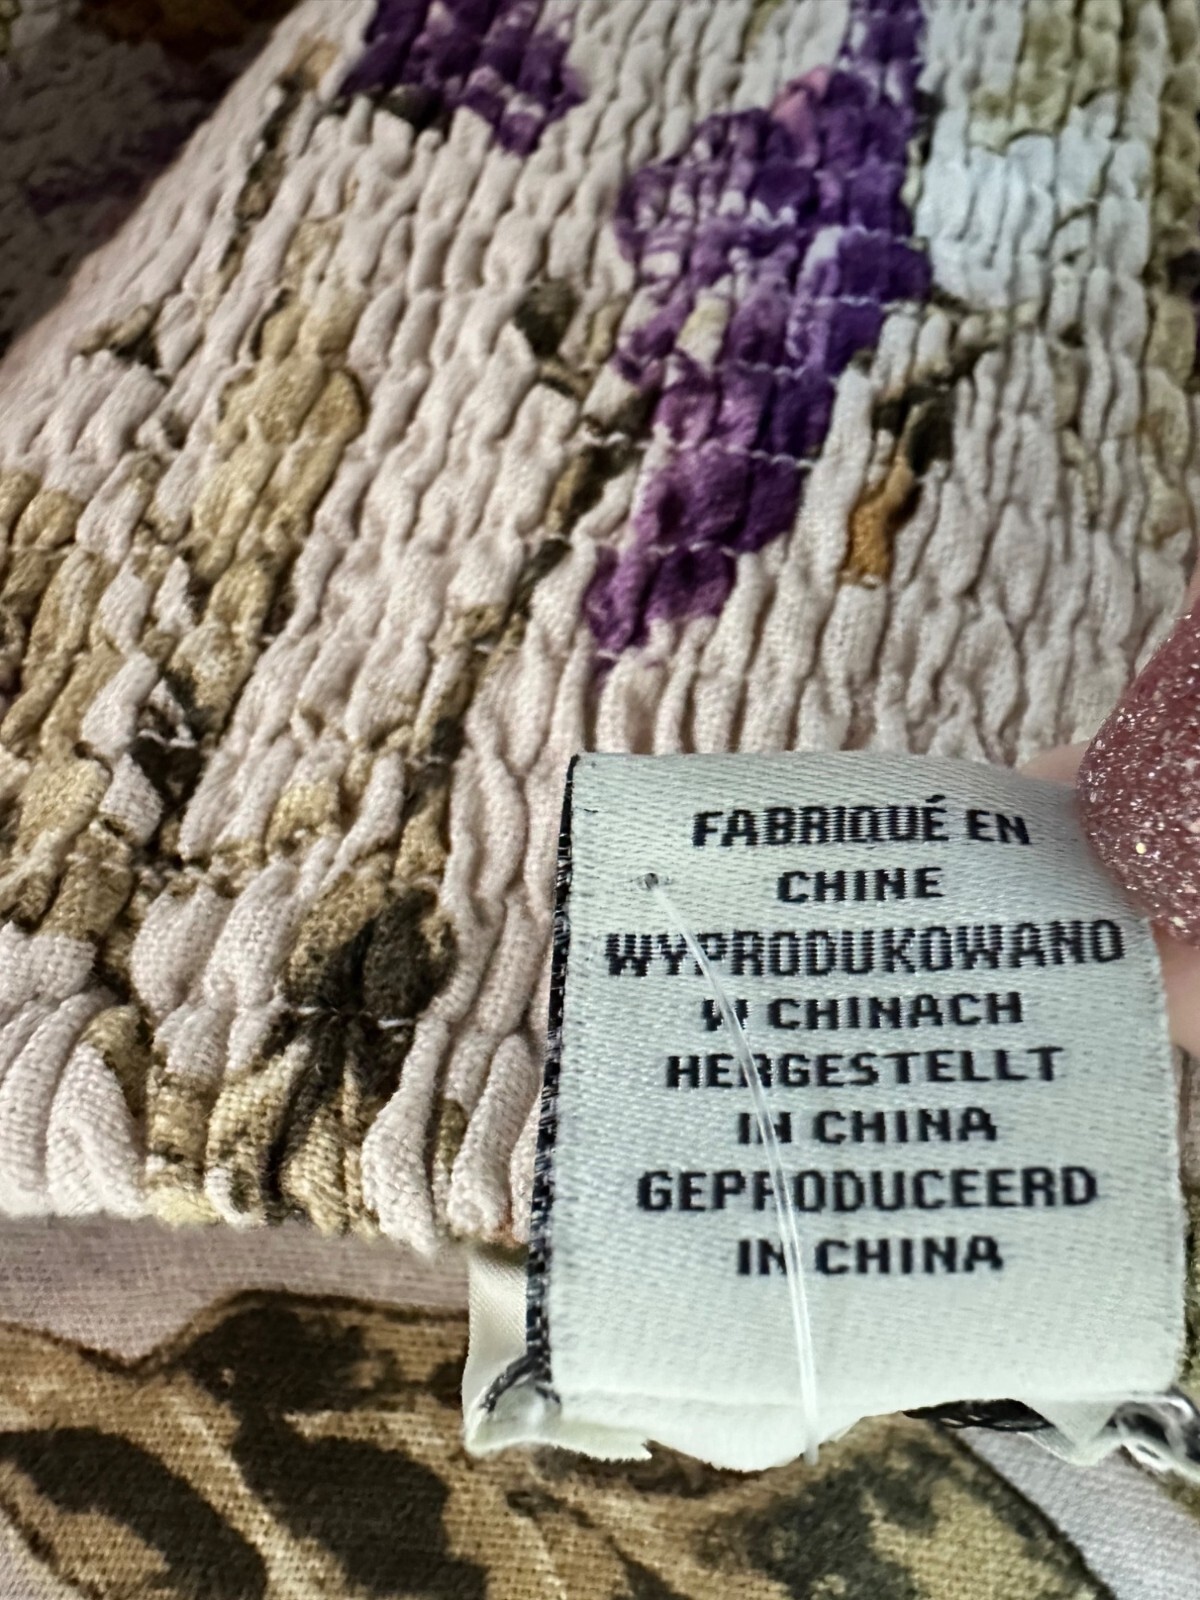 FABRIQUÉ EN
CHINE
WYPRODUKOWANO
W CHINACH
HERGESTELLT
IN CHINA
GEPRODUCEERD
IN CHINA